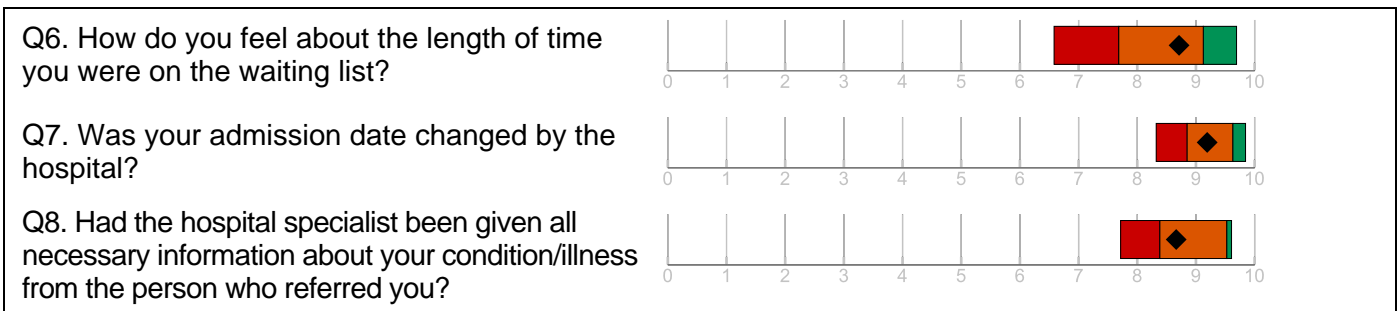 Q6. How do you feel about the length of time
you were on the waiting list?
0 1 2 3 4 5 6 7 8 9 10
Q7. Was your admission date changed by the
hospital?
0 1 2 3 4 5 6 7 8 9 10
Q8. Had the hospital specialist been given all
necessary information about your condition/illness
from the person who referred you?
0 1 2 3 4 5 6 7 8 9 10